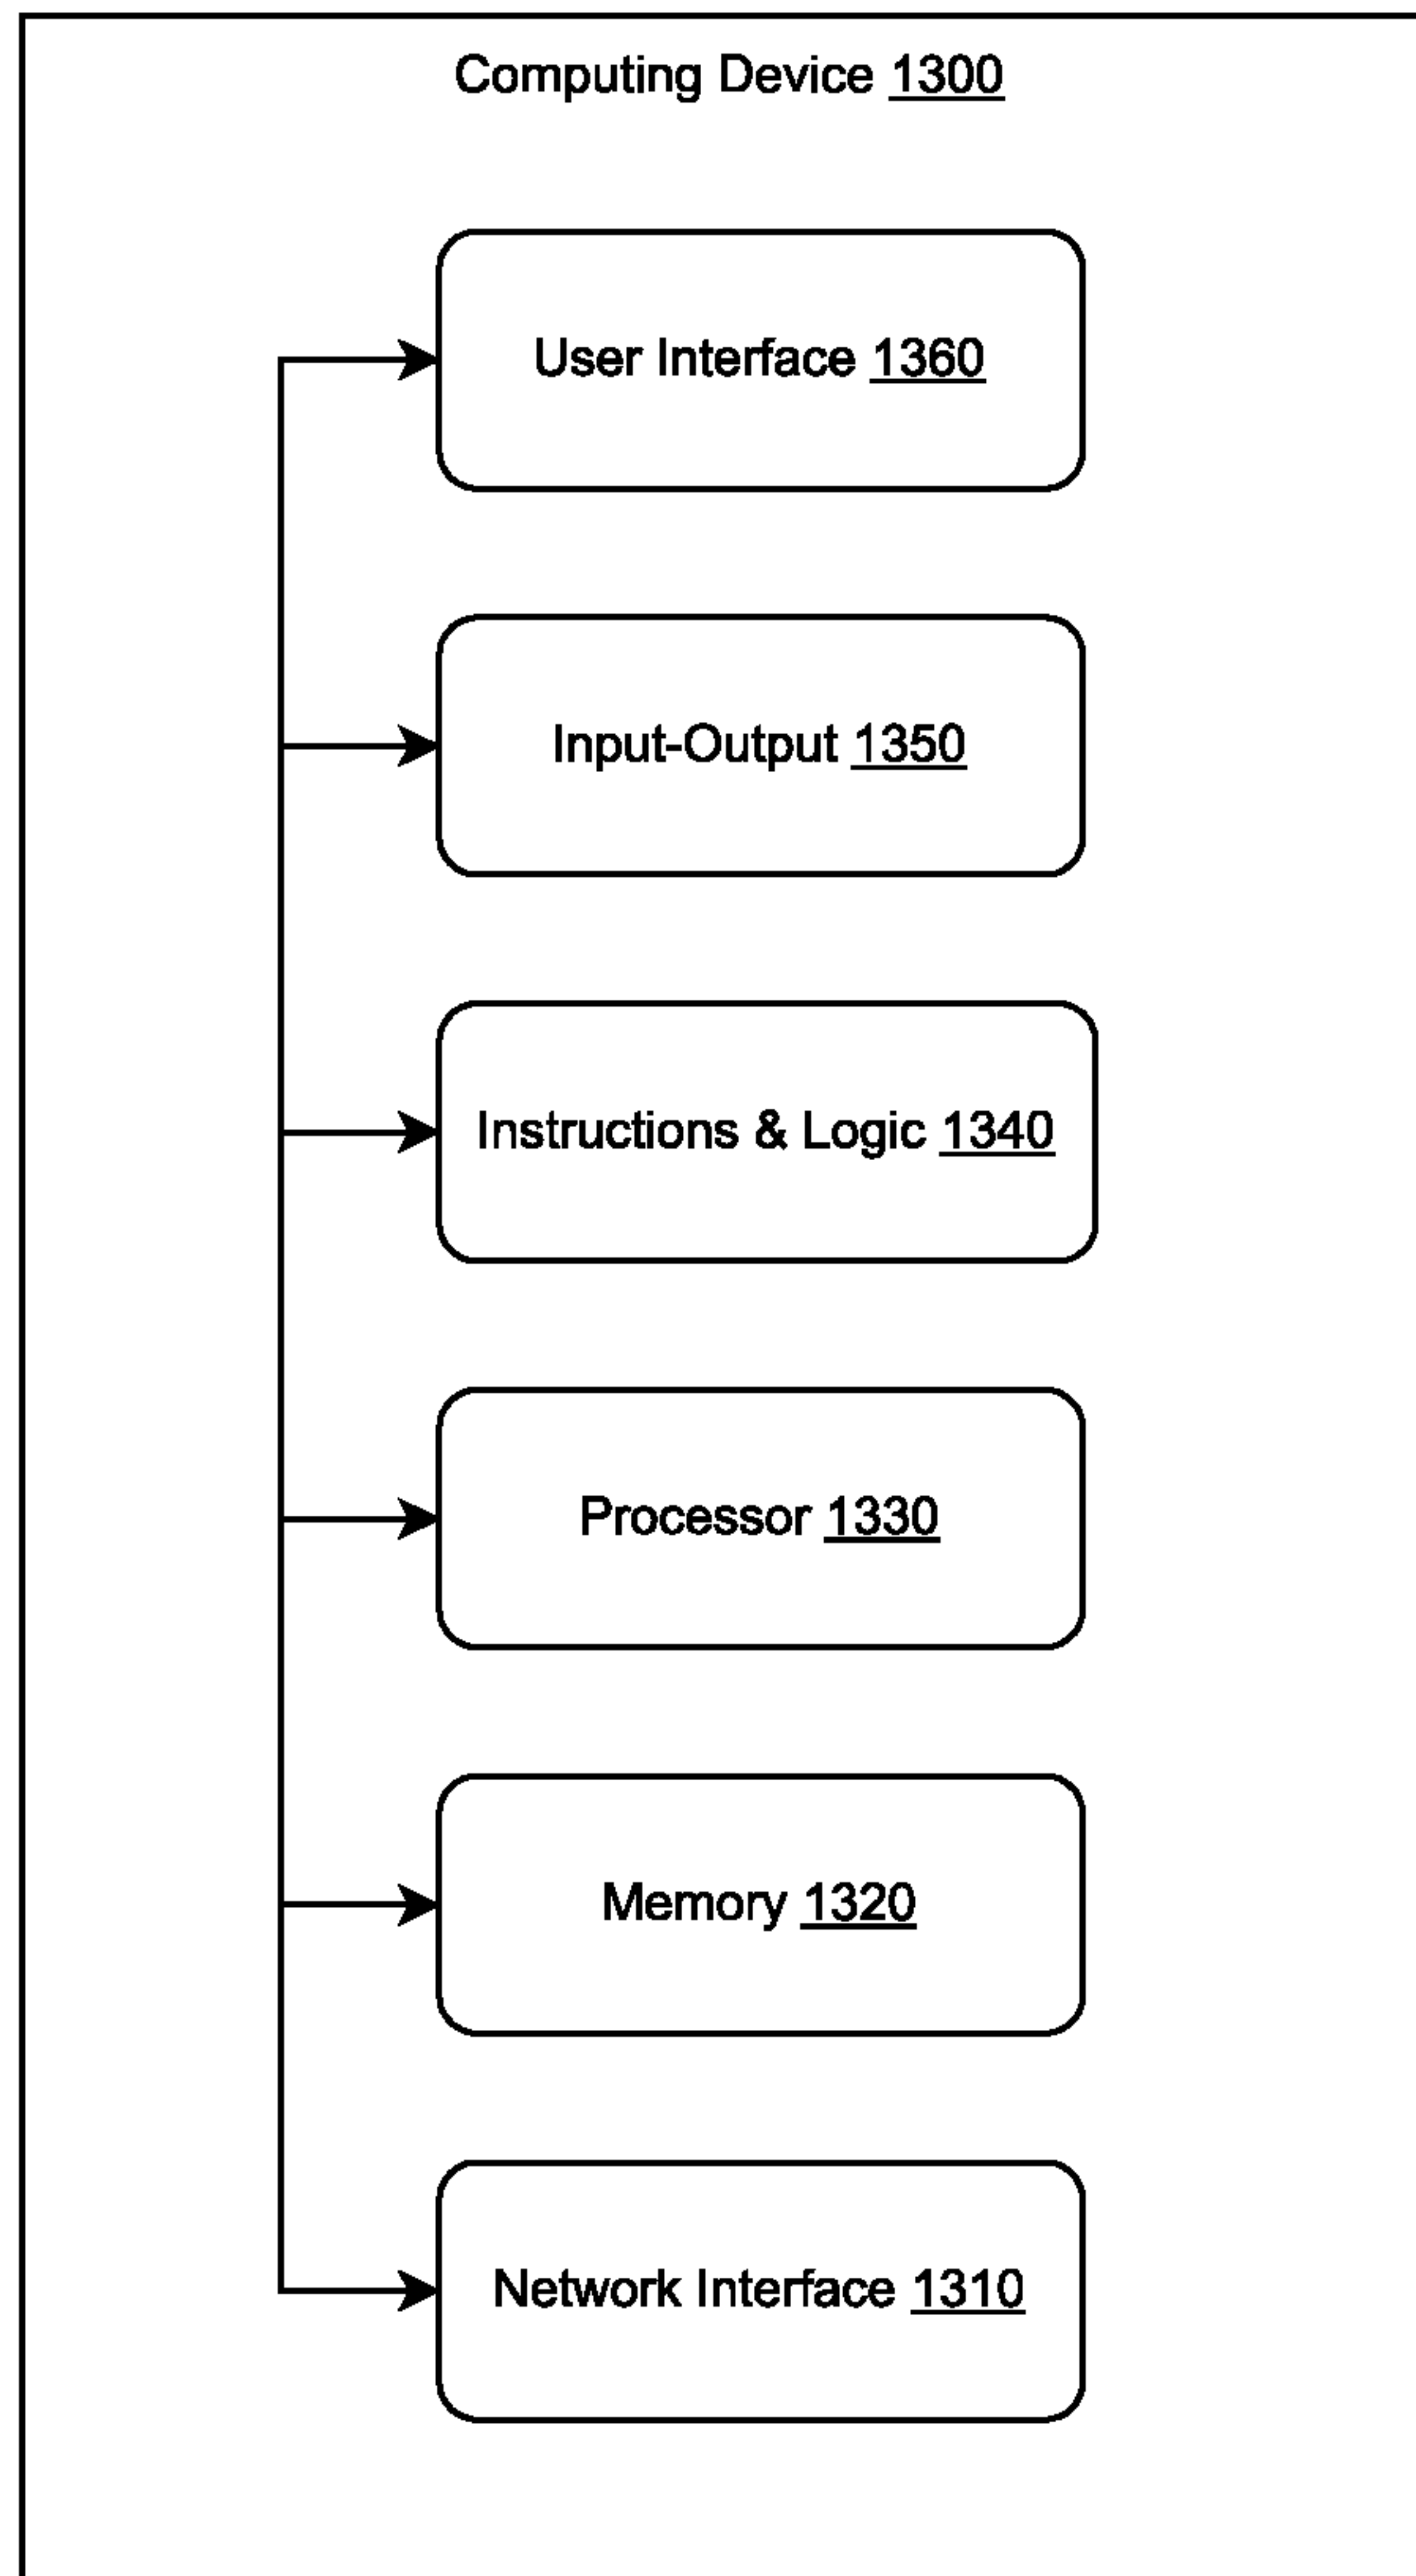 Computing Device 1300
User Interface 1360
Input-Output 1350
Instructions & Logic 1340
Processor 1330
Memory 1320
Network Interface 1310